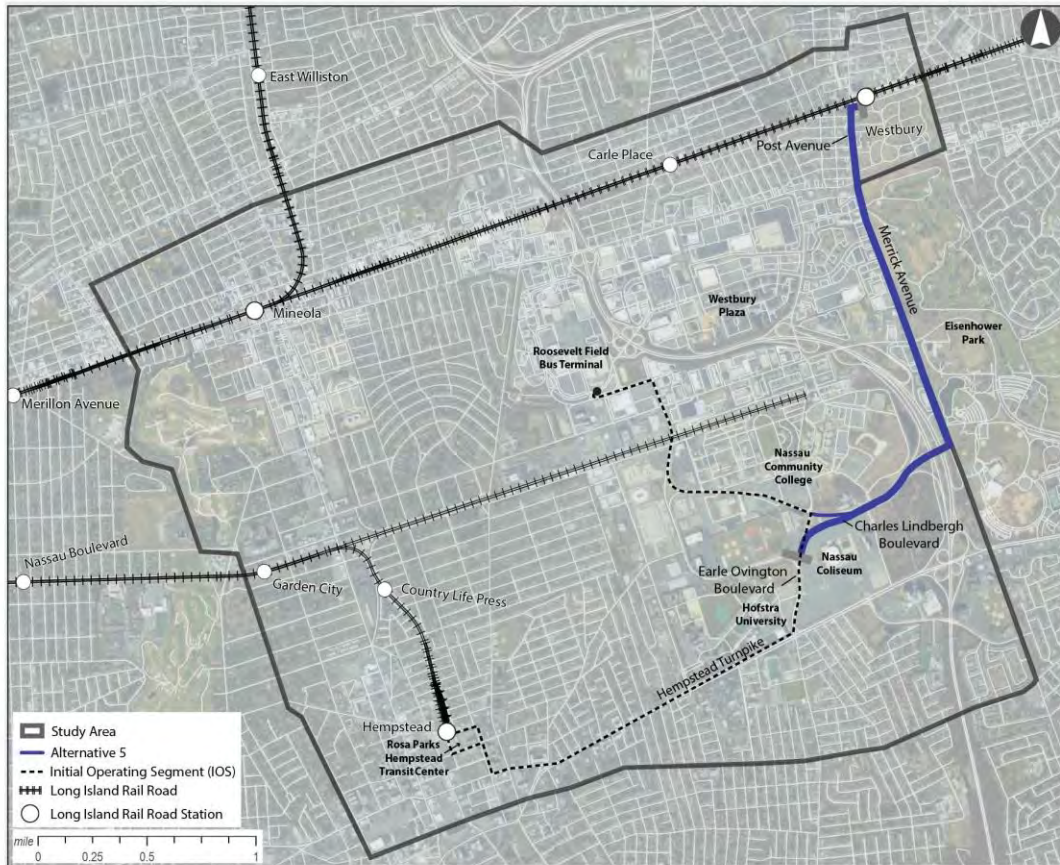 East Williston
Westbury
Post Avenue
Carle Place
Merrick Avenue
Mineola
Westbury
Plaza
Eisenhower
Park
Roosevelt Field
Bus Terminal
Merillon Avenue
Nassau
Community
College
Charles Lindbergh
Boulevard
Nassau Boulevard
Garden City
Country Life Press
Earle Ovington
Boulevard
Nassau
Coliseum
Hofstra
University
Hempstead Turnpike
Hempstead
Rosa Parks
Hempstead
Transit Center
Study Area
Alternative 5
Initial Operating Segment (IOS)
Long Island Rail Road
Long Island Rail Road Station
mile
0 0.25 0.5 1